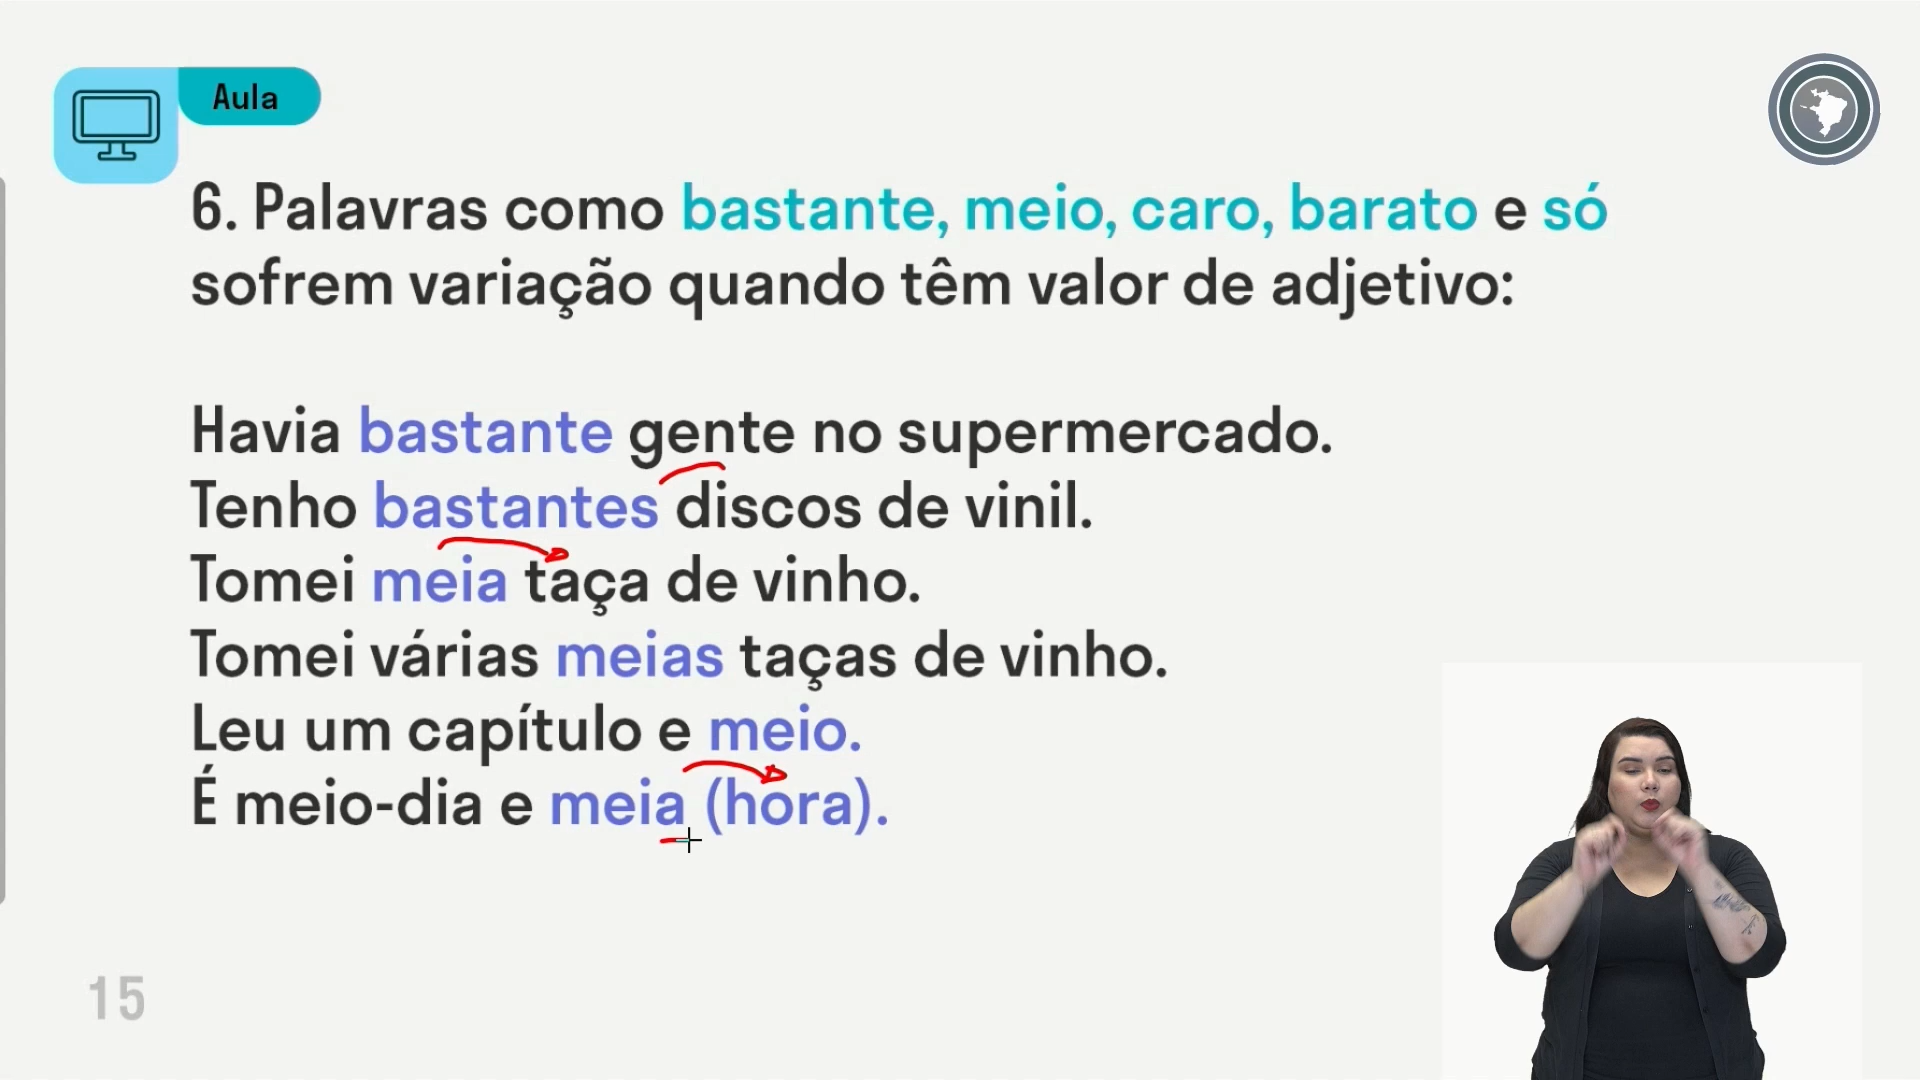 Aula
6. Palavras como bastante, meio, caro, barato e só
sofrem variação quando têm valor de adjetivo:
Havia bastante gente no supermercado.
Tenho bastantes discos de vinil.
Tomei meia taça de vinho.
Tomei várias meias taças de vinho.
Leu um capítulo e meio.
É meio-dia e meia (hora).
15